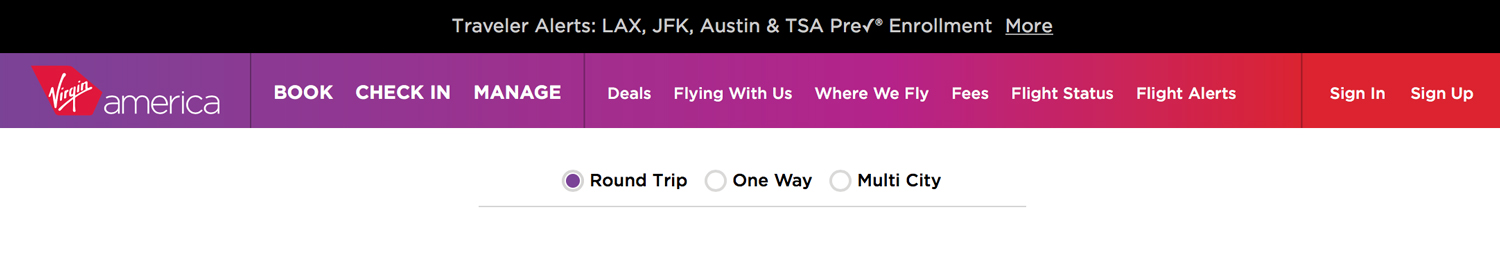 Traveler Alerts: LAX, JFK, Austin & TSA Pre✓® Enrollment More
Virgin america BOOK CHECK IN MANAGE Deals Flying With Us Where We Fly Fees Flight Status Flight Alerts Sign In Sign Up
Round Trip One Way Multi City